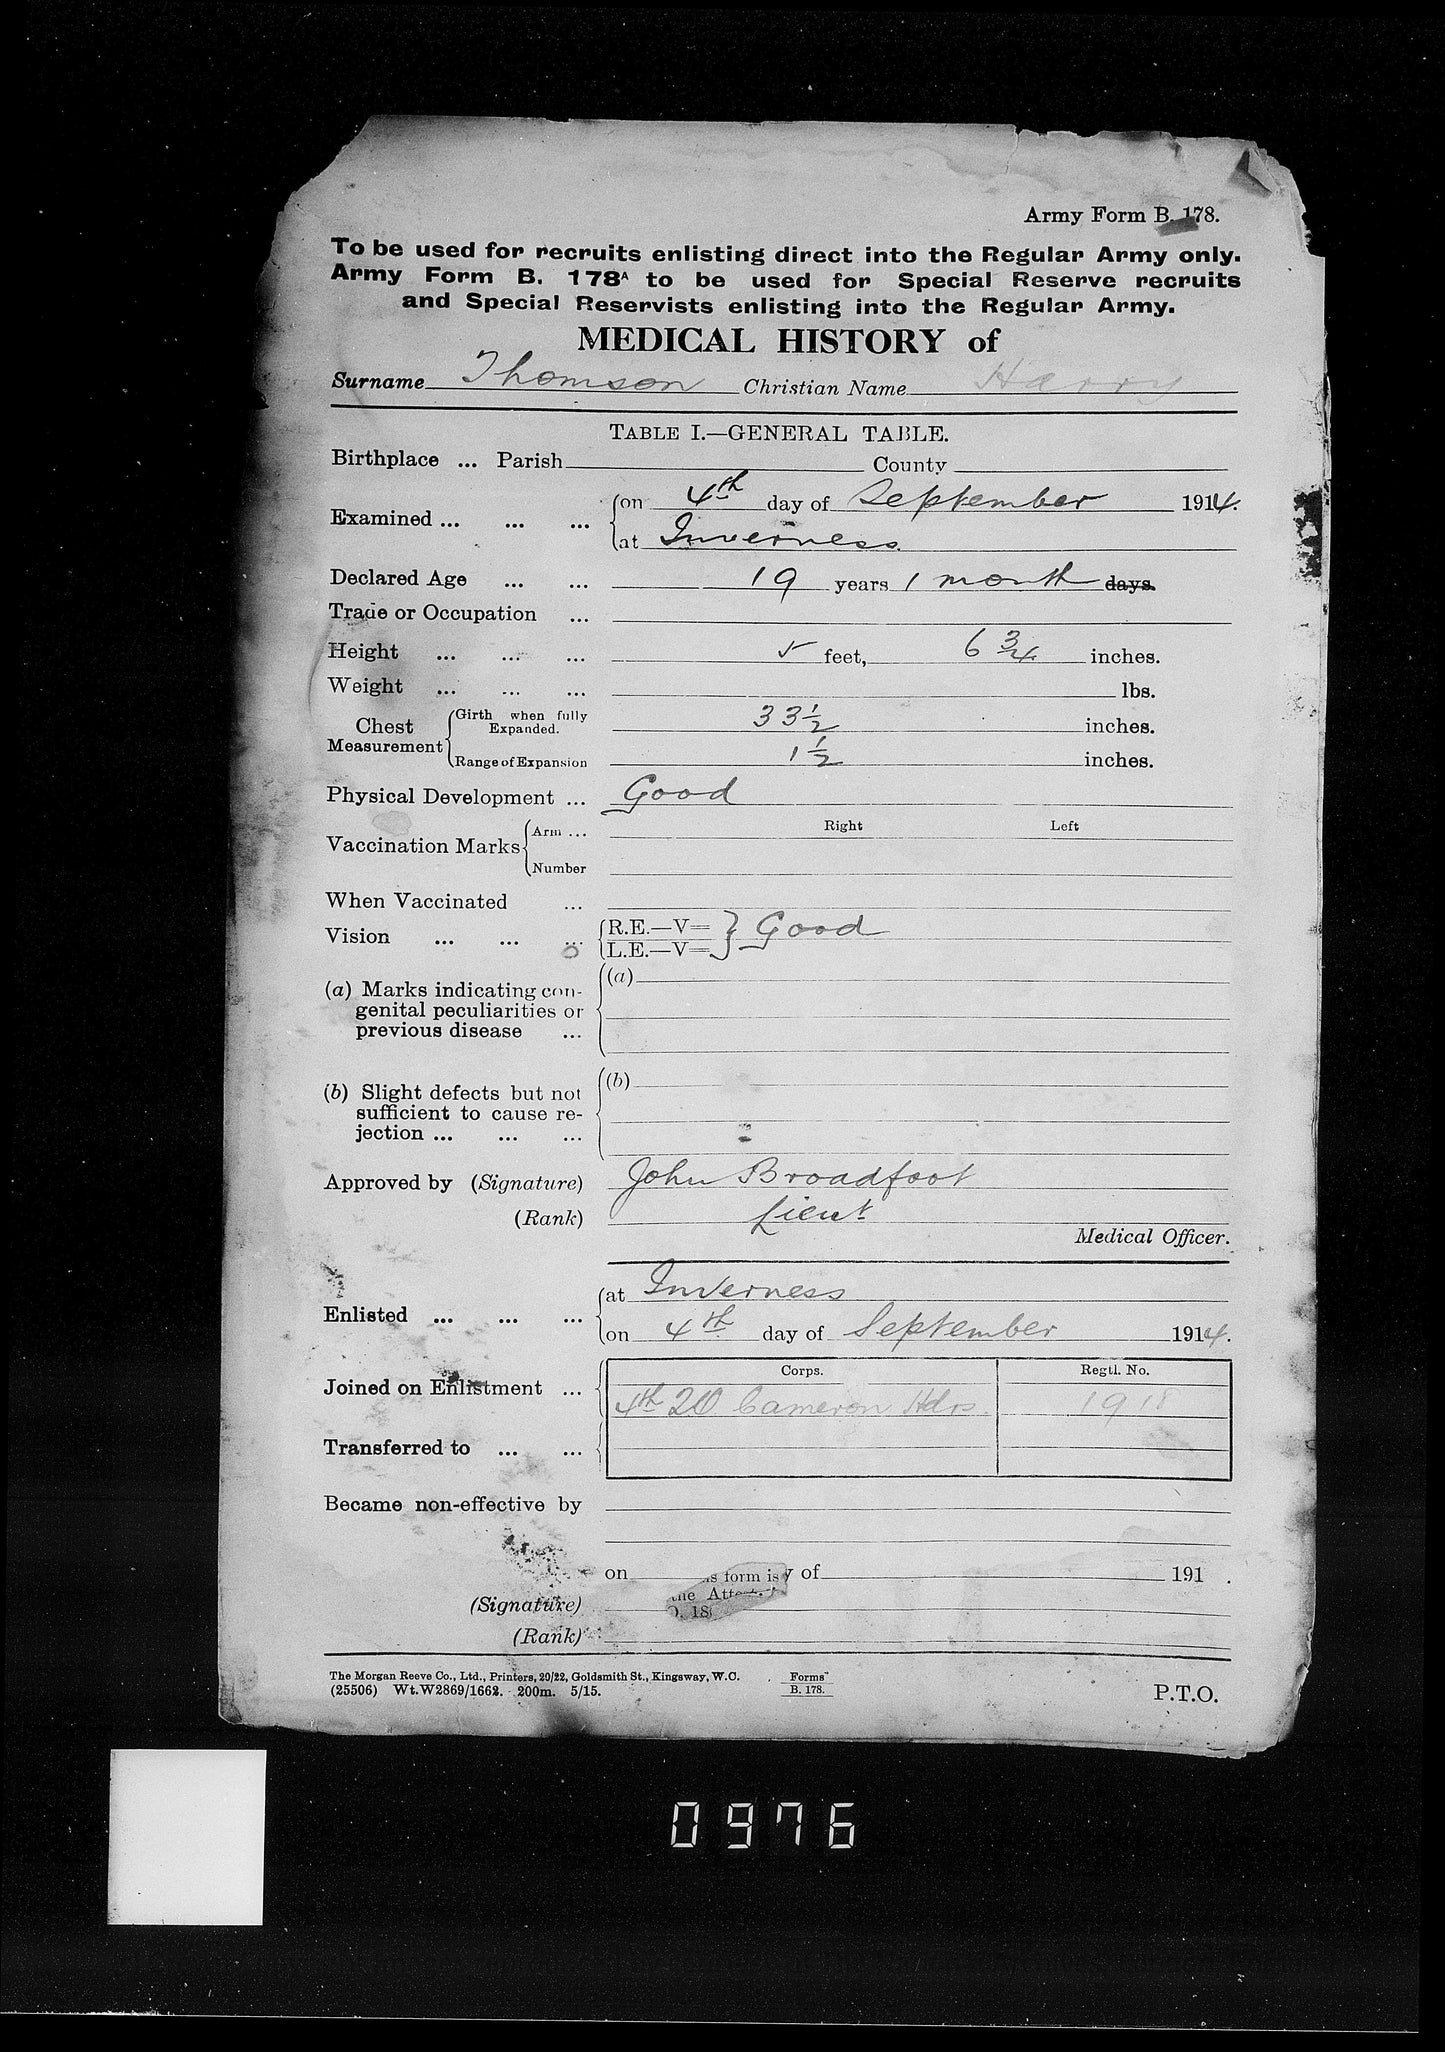 Army Form B. 178.
To be used for recruits enlisting direct into the Regular Army only.
Army Form B. 178A to be used for Special Reserve recruits
and Special Reservists enlisting into the Regular Army.
MEDICAL HISTORY of
Surname Thomson Christian Name Harry
TABLE I.—GENERAL TABLE.
Birthplace ... Parish County
Examined ... ... ... on 4th day of September 1914.
at Inverness
Declared Age ... ... 19 years 1 month days.
Trade or Occupation ...
Height ... ... ... 5 feet, 6 3/4 inches.
Weight ... ... ... lbs.
Chest Measurement Girth when fully Expanded. 33 1/2 inches.
Range of Expansion 1 1/2 inches.
Physical Development ... Good
Right Left
Vaccination Marks Arm ...
Number
When Vaccinated ...
Vision ... ... ... R.E.—V= Good
L.E.—V=
(a) Marks indicating con- (a)
genital peculiarities or
previous disease ...
(b) Slight defects but not (b)
sufficient to cause re-
jection ... ... ...
Approved by (Signature) John Broadfoot
(Rank) Lieut
Medical Officer.
Enlisted ... ... ... at Inverness
on 4th day of September 1914.
Corps. Regtl. No.
Joined on Enlistment ... 4th Cameron Hdrs. 1918
Transferred to ... ...
Became non-effective by
on y of 191 .
s form is
the
18
(Signature)
(Rank)
The Morgan Reeve Co., Ltd., Printers, 20/22, Goldsmith St., Kingsway, W.C. Forms
(25506) Wt.W2869/1662. 200m. 5/15. B. 178.
P.T.O.
0976